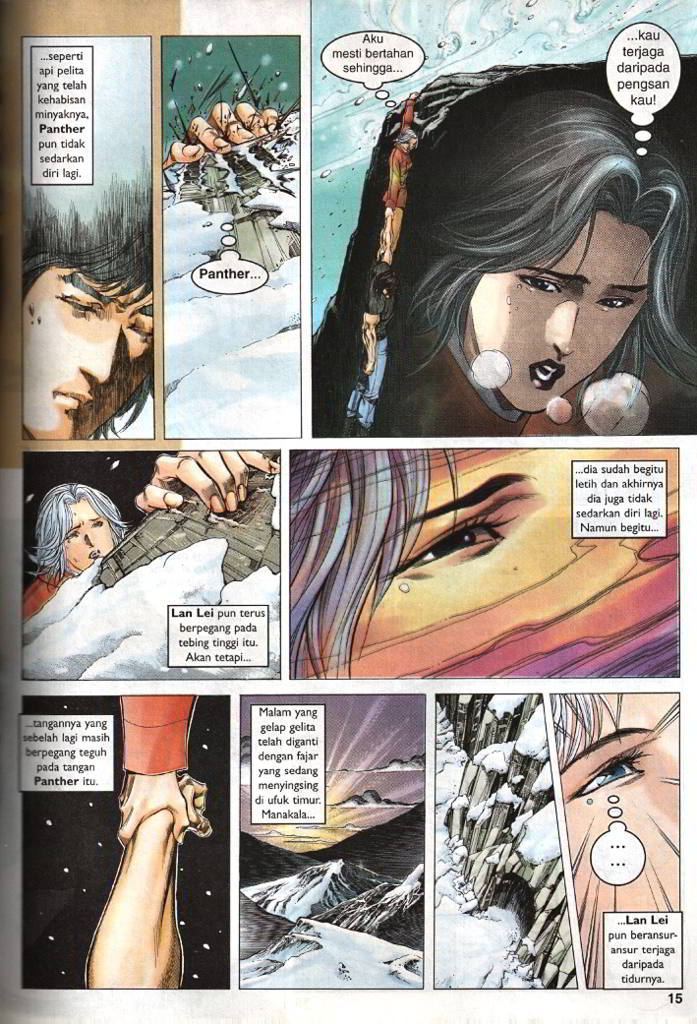 ...seperti
api pelita
yang telah
kehabisan
minyaknya,
Panther
pun tidak
sedarkan
diri lagi.
Panther...
Aku
mesti bertahan
sehingga...
...kau
terjaga
daripada
pengsan
kau!
Lan Lei pun terus
berpegang pada
tebing tinggi itu.
Akan tetapi...
...dia sudah begitu
letih dan akhirnya
dia juga tidak
sedarkan diri lagi.
Namun begitu...
...tangannya yang
sebelah lagi masih
berpegang teguh
pada tangan
Panther itu.
Malam yang
gelap gelita
telah diganti
dengan fajar
yang sedang
menyingsing
di ufuk timur.
Manakala...
...
...
...Lan Lei
pun beransur-
ansur terjaga
daripada
tidurnya.
15